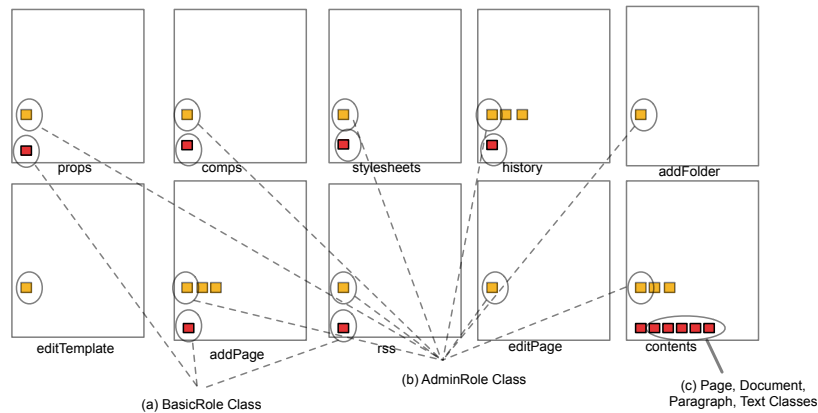 props
comps
stylesheets
history
addFolder
editTemplate
addPage
rss
editPage
contents
(a) BasicRole Class
(b) AdminRole Class
(c) Page, Document,
Paragraph, Text Classes